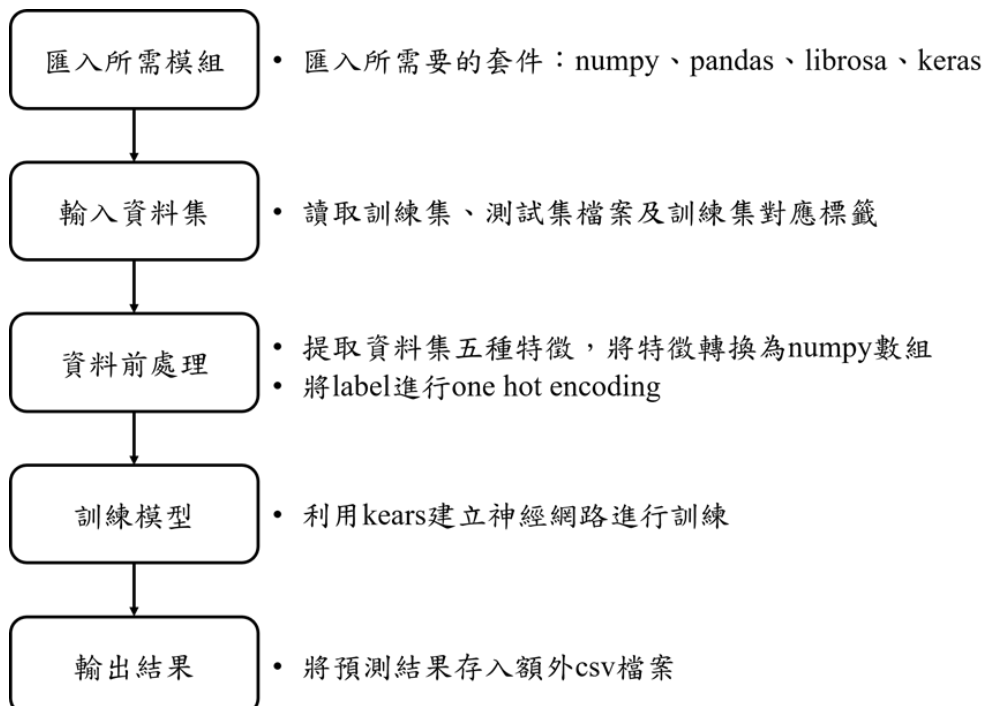 匯入所需模組
• 匯入所需要的套件：numpy、pandas、librosa、keras
輸入資料集
• 讀取訓練集、測試集檔案及訓練集對應標籤
資料前處理
• 提取資料集五種特徵，將特徵轉換為numpy數組
• 將label進行one hot encoding
訓練模型
• 利用kears建立神經網路進行訓練
輸出結果
• 將預測結果存入額外csv檔案